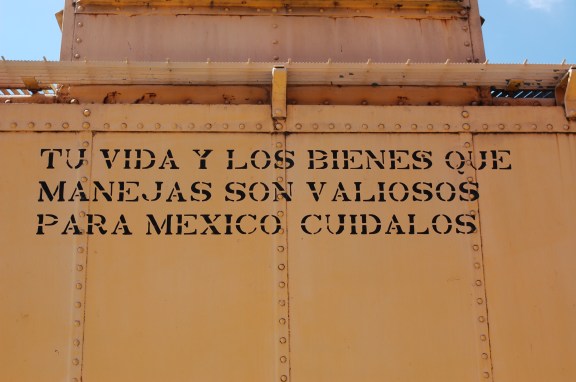 TU VIDA Y LOS BIENES QUE
MANEJAS SON VALIOSOS
PARA MEXICO CUIDALOS